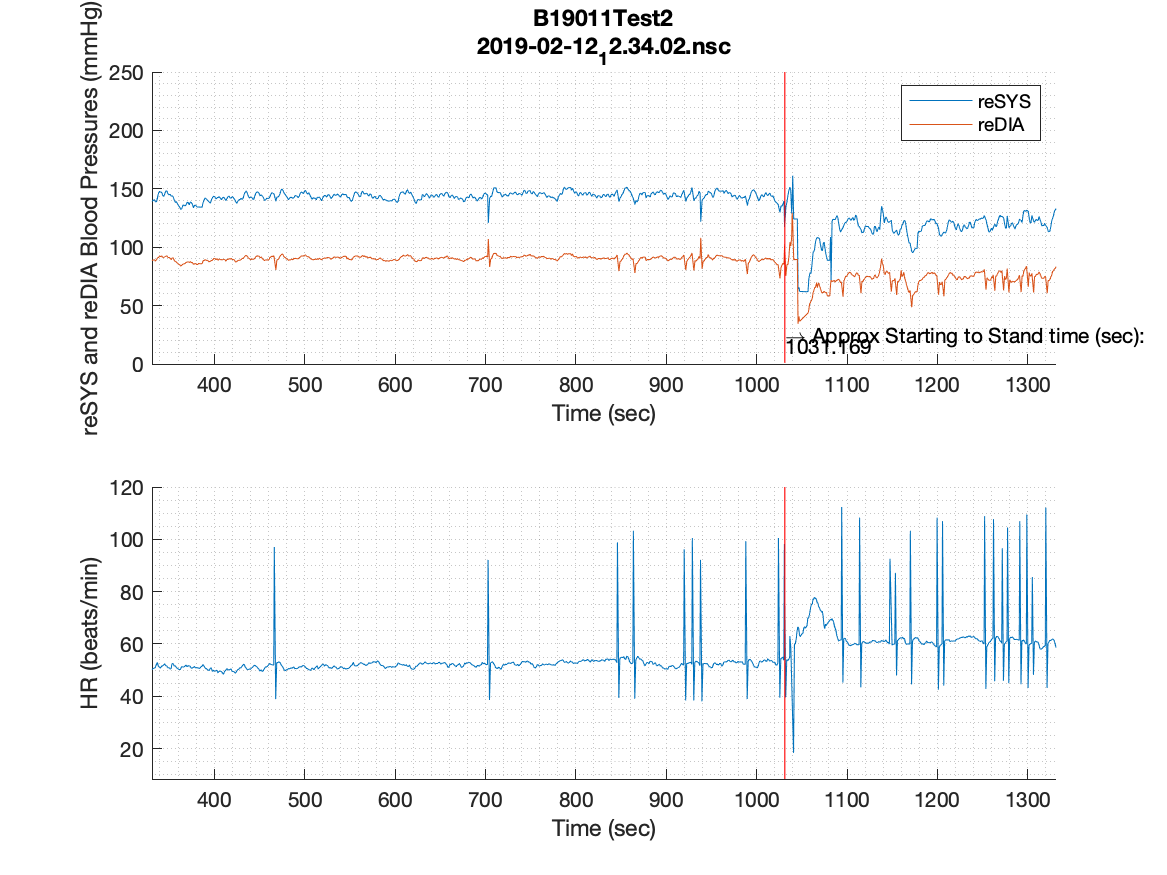 B19011Test2
2019-02-12₁2.34.02.nsc
reSYS and reDIA Blood Pressures (mmHg)
250
200
150
100
50
0
reSYS
reDIA
--> Approx Starting to Stand time (sec):
1031.169
400 500 600 700 800 900 1000 1100 1200 1300
Time (sec)
HR (beats/min)
120
100
80
60
40
20
400 500 600 700 800 900 1000 1100 1200 1300
Time (sec)